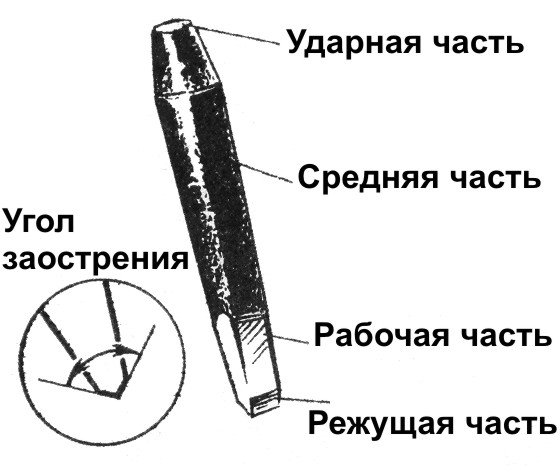 Ударная часть
Средняя часть
Угол
заострения
Рабочая часть
Режущая часть